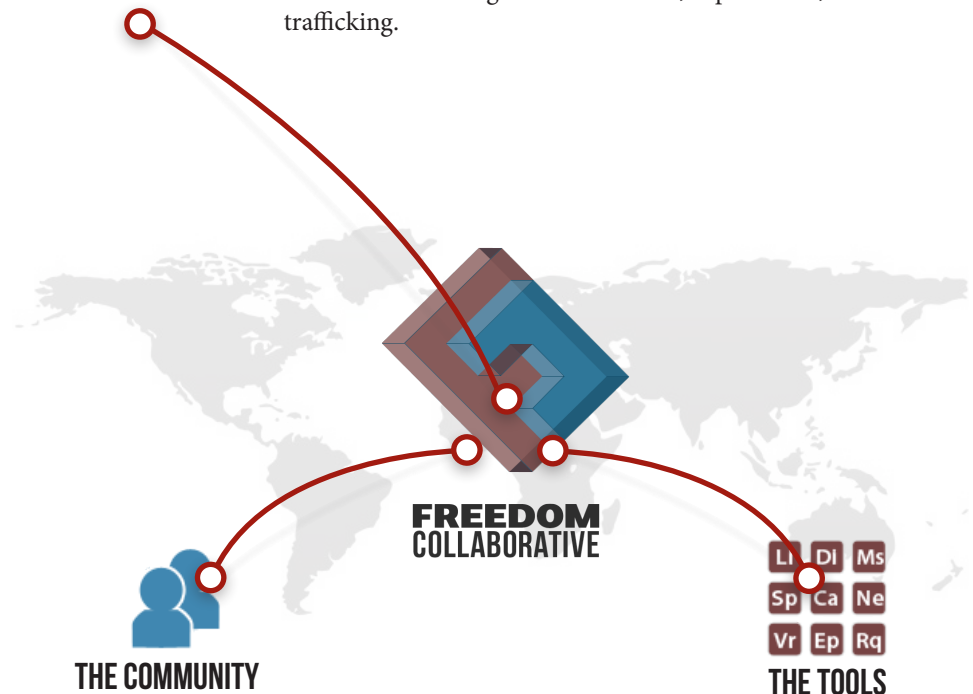 trafficking.
FREEDOM
COLLABORATIVE
Li Di Ms
Sp Ca Ne
Vr Ep Rq
THE COMMUNITY
THE TOOLS